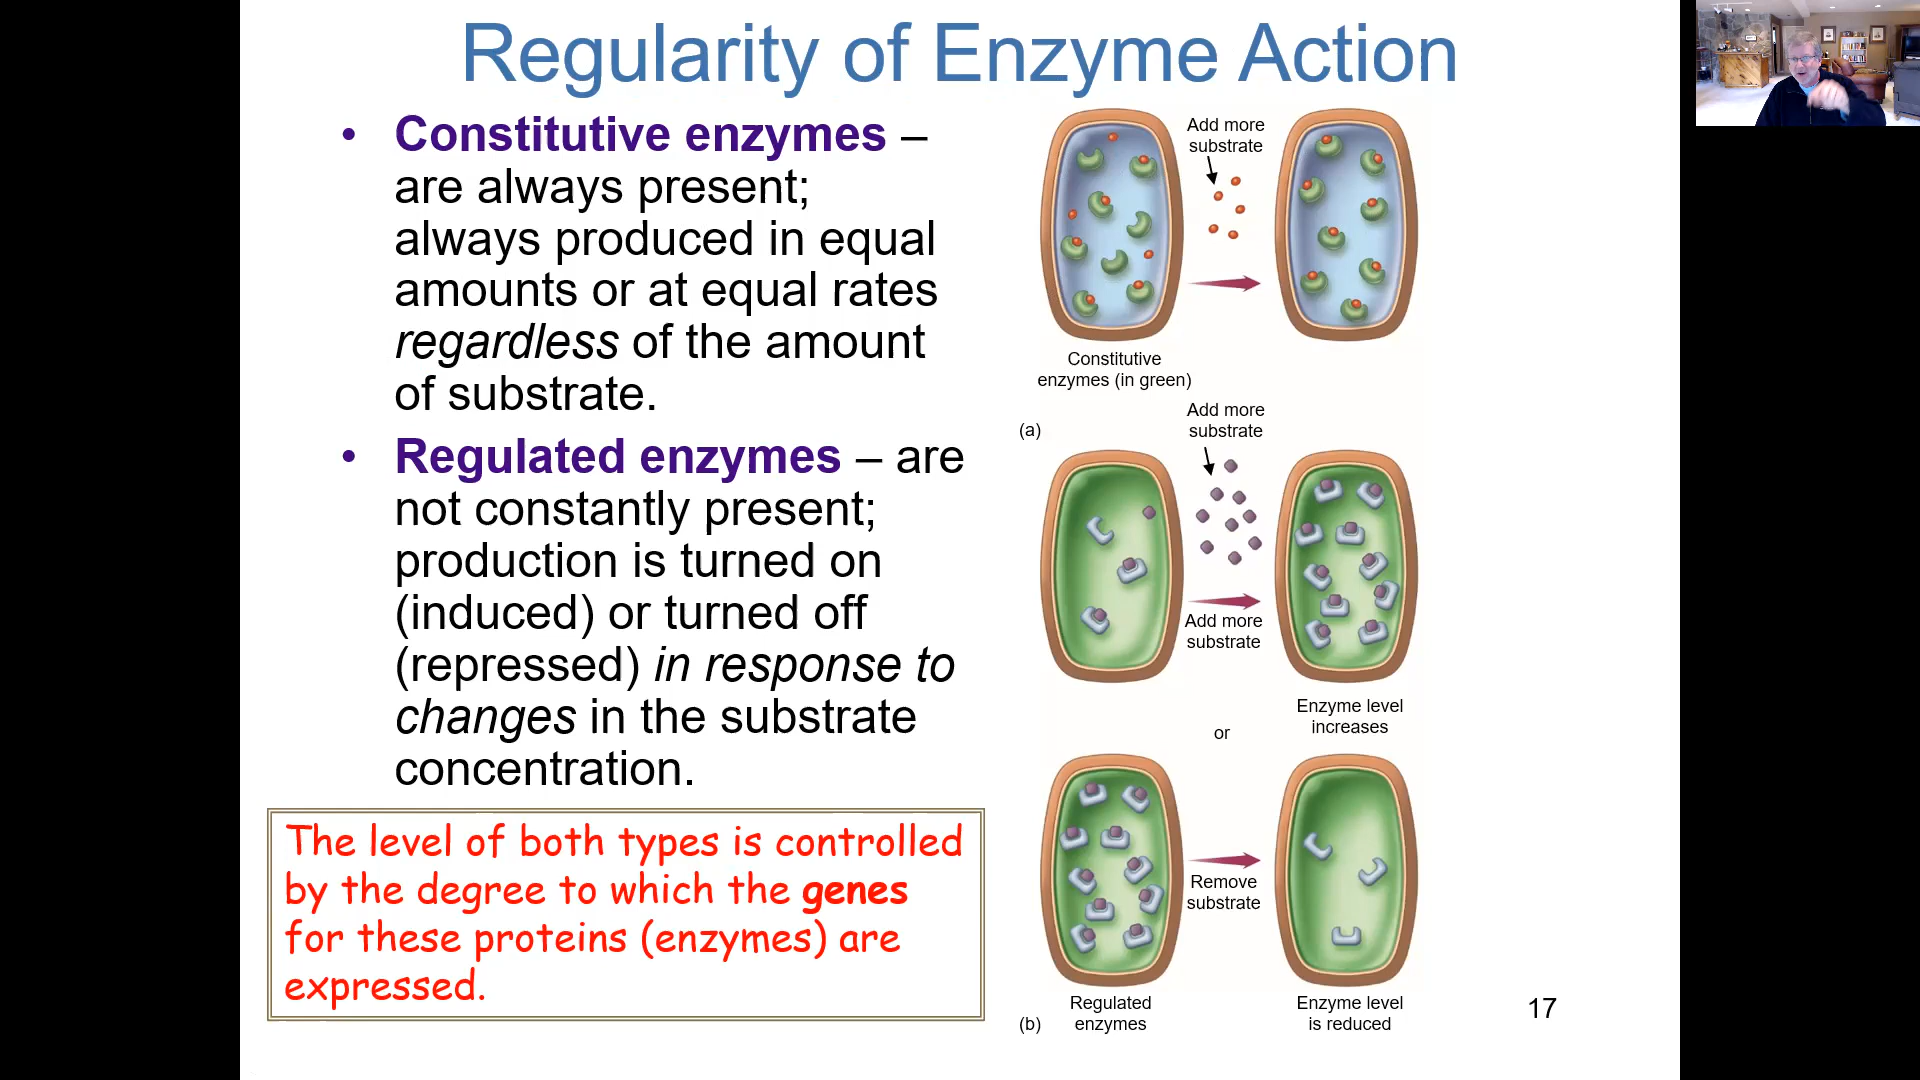 Regularity of Enzyme Action
• Constitutive enzymes –
are always present;
always produced in equal
amounts or at equal rates
regardless of the amount
of substrate.
• Regulated enzymes – are
not constantly present;
production is turned on
(induced) or turned off
(repressed) in response to
changes in the substrate
concentration.
The level of both types is controlled
by the degree to which the genes
for these proteins (enzymes) are
expressed.
Add more
substrate
Constitutive
enzymes (in green)
(a)
Add more
substrate
Add more
substrate
Enzyme level
increases
or
Remove
substrate
Regulated
enzymes
Enzyme level
is reduced
(b)
17